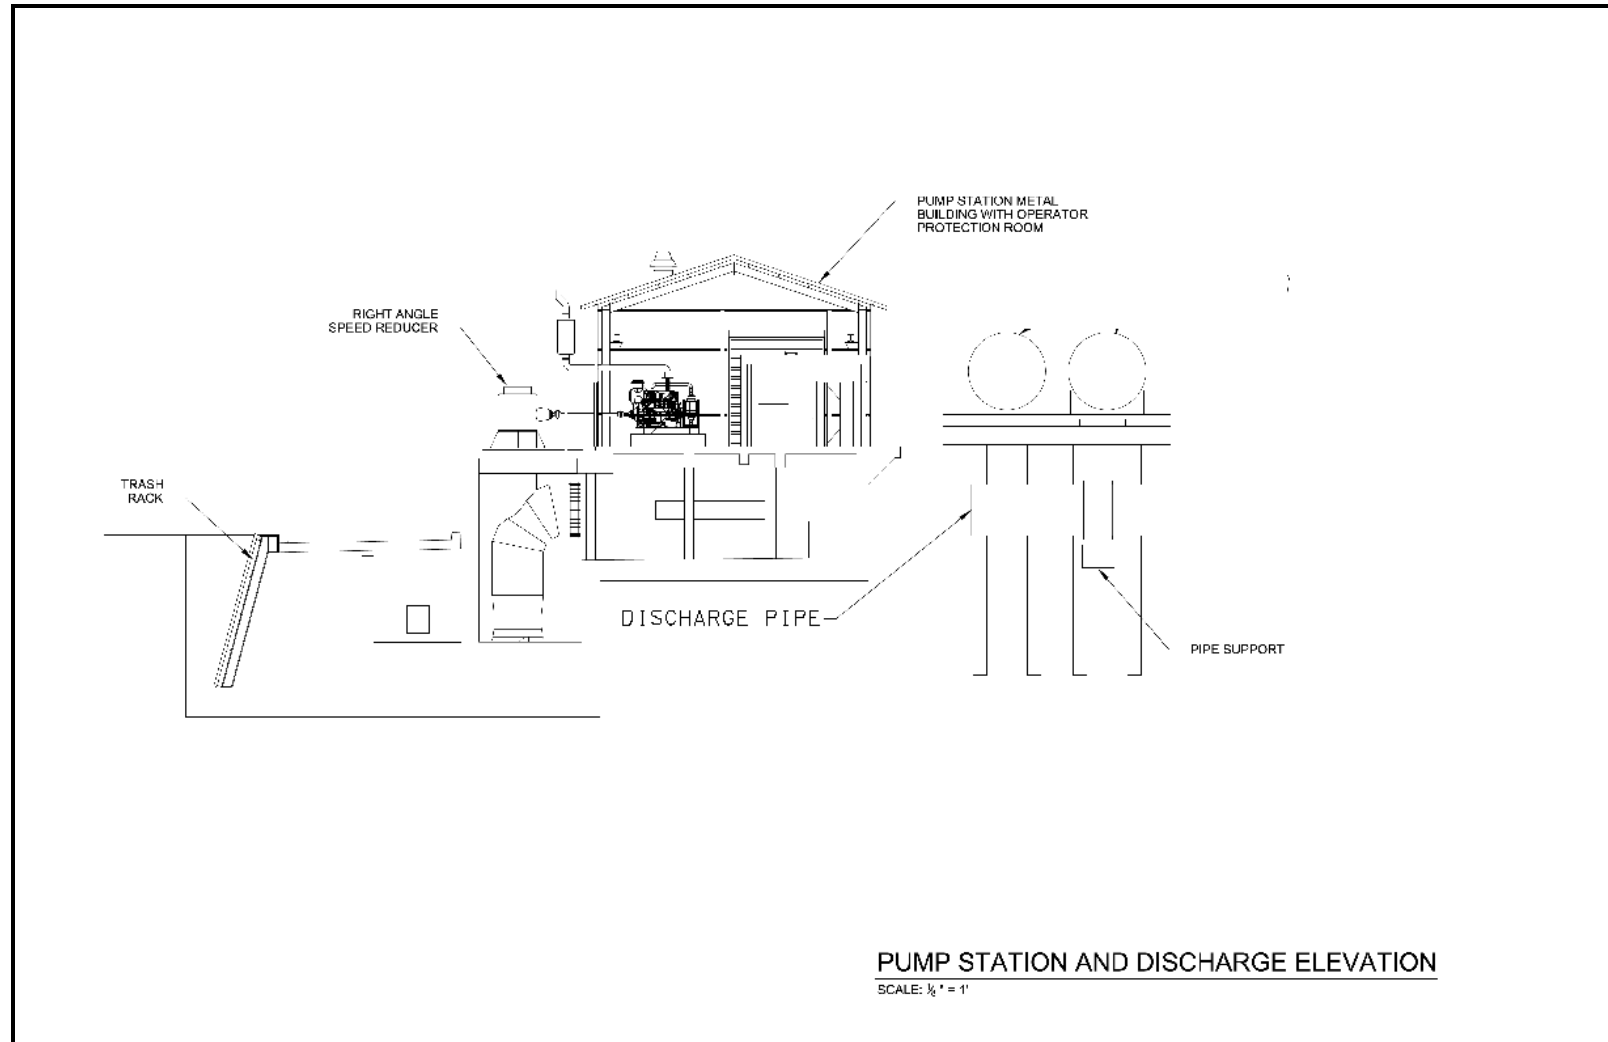 PUMP STATION METAL
BUILDING WITH OPERATOR
PROTECTION ROOM
RIGHT ANGLE
SPEED REDUCER
TRASH
RACK
DISCHARGE PIPE
PIPE SUPPORT
PUMP STATION AND DISCHARGE ELEVATION
SCALE: ⅛" = 1'